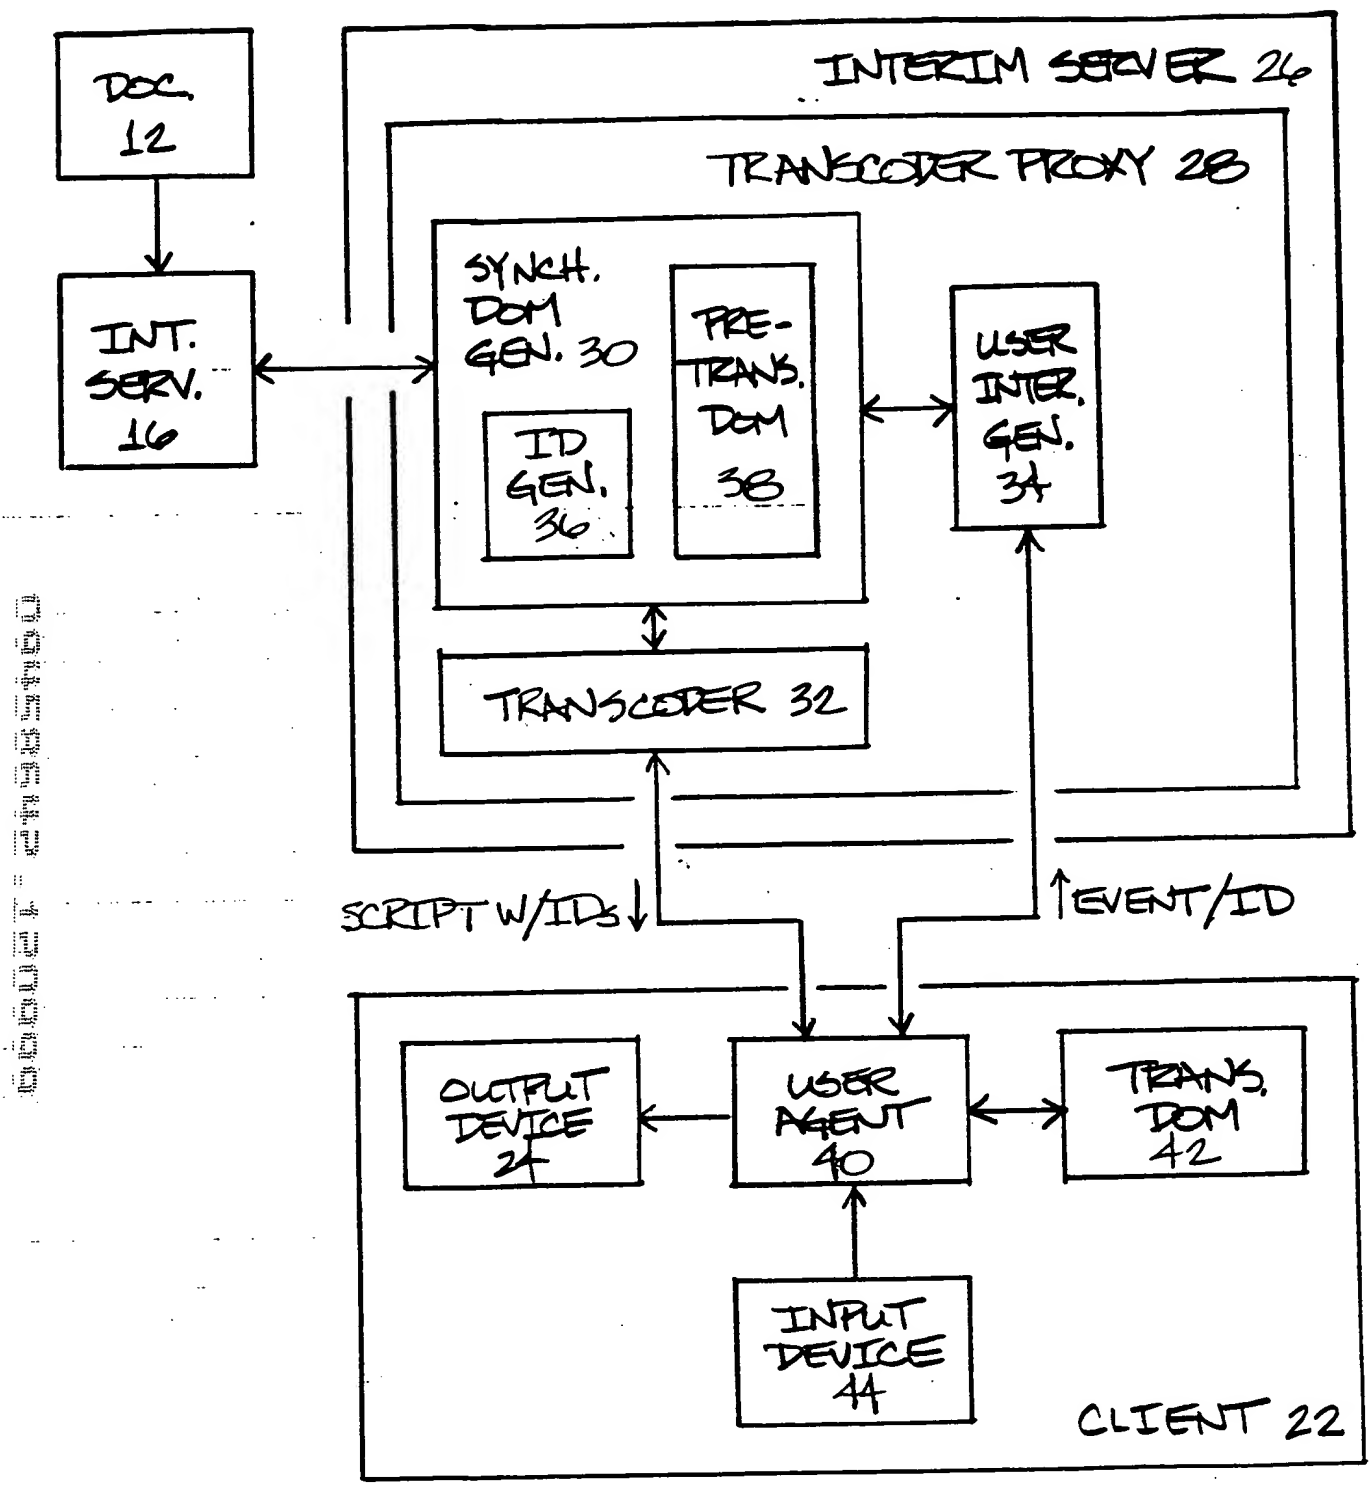 DOC.
12
INTERIM SERVER 26
TRANSCODER PROXY 28
SYNCH.
DOM
GEN. 30
PRE-
TRANS.
DOM
38
USER
INTER.
GEN.
34
INT.
SERV.
16
ID
GEN.
36
TRANSCODER 32
SCRIPT W/IDs
EVENT/ID
OUTPUT
DEVICE
24
USER
AGENT
40
TRANS.
DOM
42
INPUT
DEVICE
44
CLIENT 22